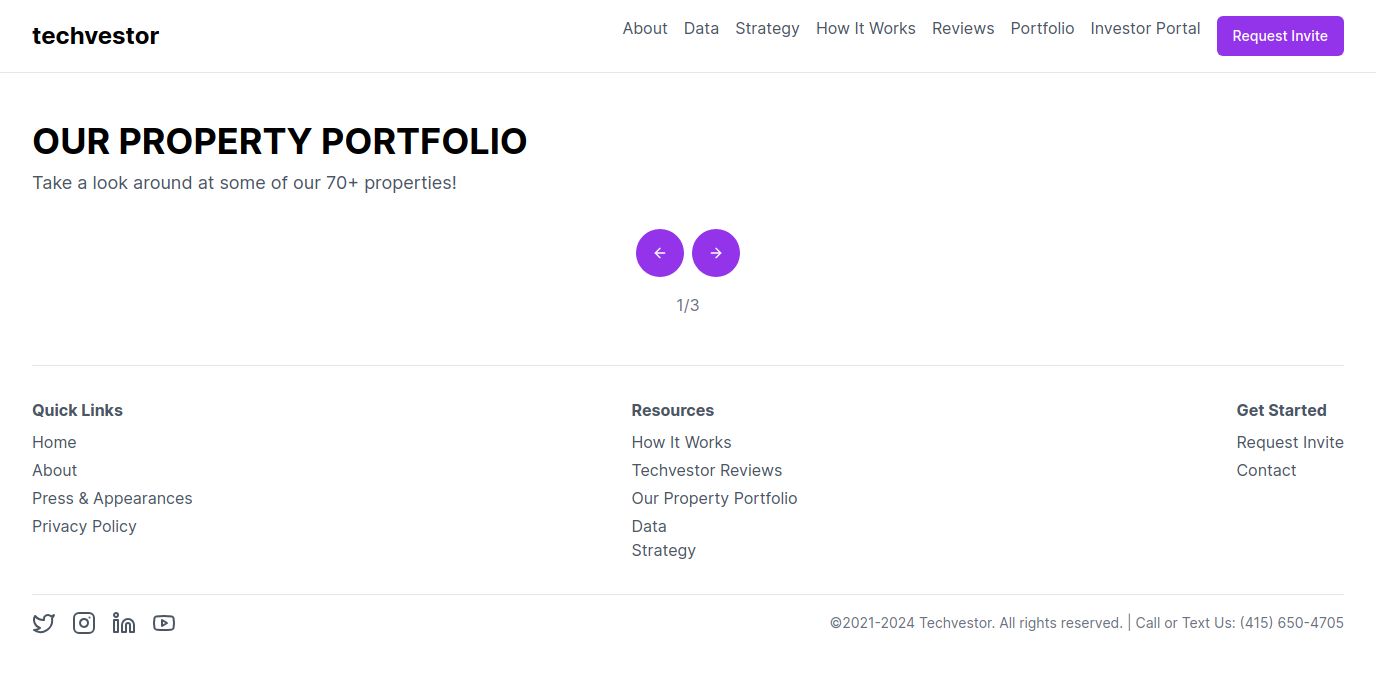 techvestor
About Data Strategy How It Works Reviews Portfolio Investor Portal Request Invite
OUR PROPERTY PORTFOLIO
Take a look around at some of our 70+ properties!
1/3
Quick Links
Home
About
Press & Appearances
Privacy Policy
Resources
How It Works
Techvestor Reviews
Our Property Portfolio
Data
Strategy
Get Started
Request Invite
Contact
©2021-2024 Techvestor. All rights reserved. | Call or Text Us: (415) 650-4705